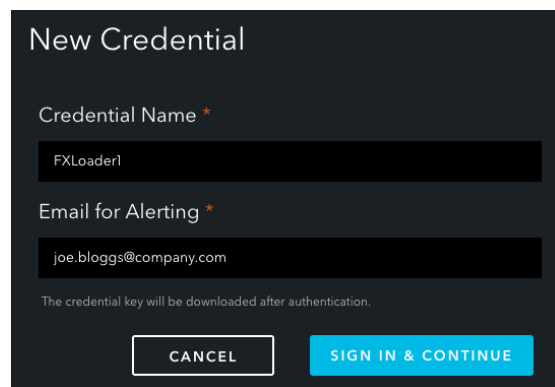 New Credential
Credential Name *
FXLoader1
Email for Alerting *
joe.bloggs@company.com
The credential key will be downloaded after authentication.
CANCEL
SIGN IN & CONTINUE